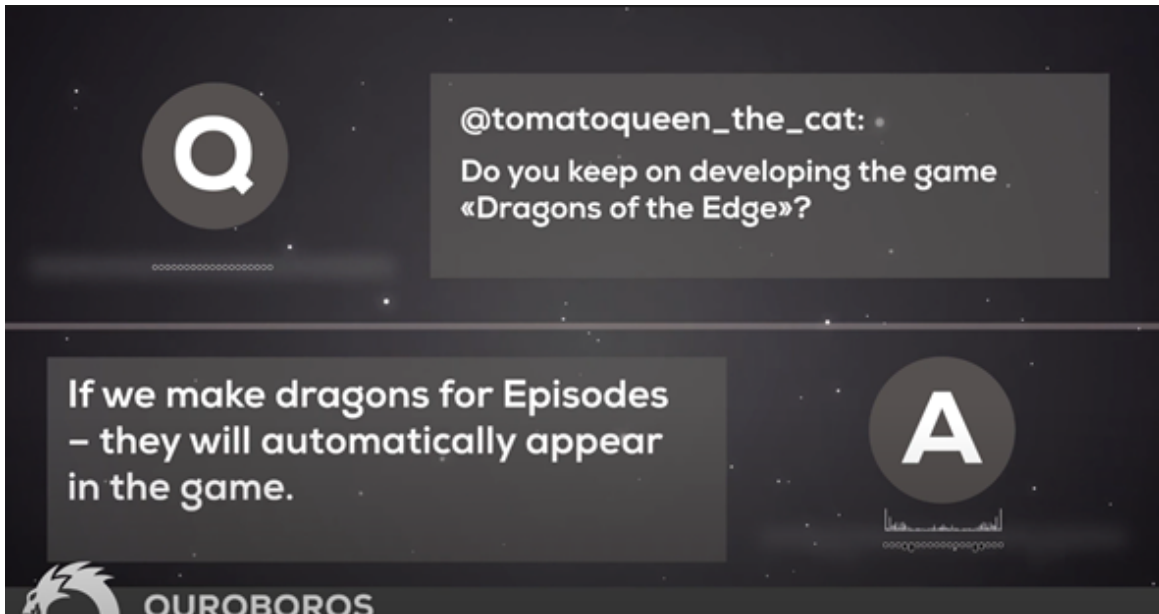 Q
@tomatoqueen_the_cat:
Do you keep on developing the game
«Dragons of the Edge»?
If we make dragons for Episodes
– they will automatically appear
in the game.
A
OUROBOROS